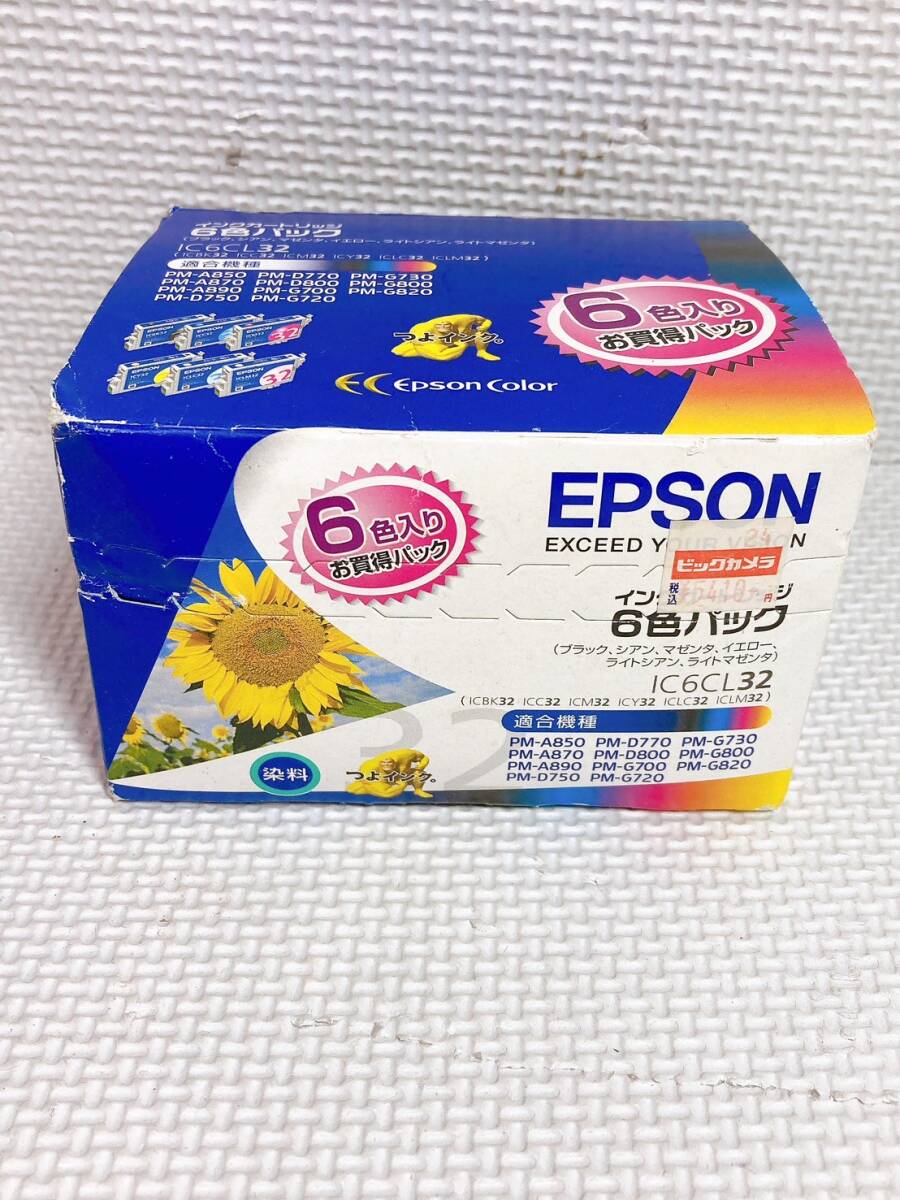 インクカートリッジ
6色パック
(ブラック、シアン、マゼンタ、イエロー、ライトシアン、ライトマゼンタ)
IC6CL32
(ICBK32 ICC32 ICM32 ICY32 ICLC32 ICLM32)
適合機種
PM-A850 PM-D770 PM-G730
PM-A870 PM-D800 PM-G800
PM-A890 PM-G700 PM-G820
PM-D750 PM-G720
EPSON EPSON 32
EPSON EPSON 32
つよインク。
EPSON COLOR
6色入り
お買得パック
6色入り
お買得パック
EPSON
EXCEED YOUR VISION
24
ビックカメラ
税込
円
イン ジ
6色パック
(ブラック、シアン、マゼンタ、イエロー、
ライトシアン、ライトマゼンタ)
IC6CL32
(ICBK32 ICC32 ICM32 ICY32 ICLC32 ICLM32)
適合機種
PM-A850 PM-D770 PM-G730
PM-A870 PM-D800 PM-G800
PM-A890 PM-G700 PM-G820
PM-D750 PM-G720
32
染料
つよインク。